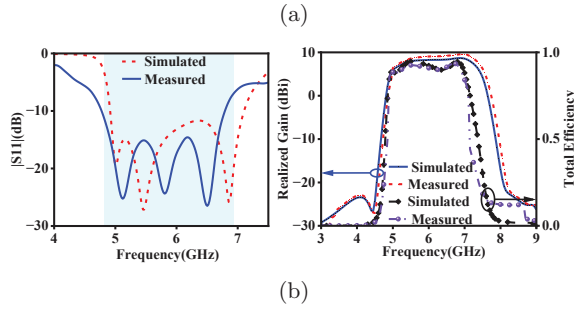 (a)
0
-10
-20
-30
|S11|(dB)
Simulated
Measured
4 5 6 7
Frequency(GHz)
10
0
-10
-20
-30
Realized Gain (dBi)
Simulated
Measured
Simulated
Measured
1.0
0.5
0.0
Total Efficiency
3 4 5 6 7 8 9
Frequency(GHz)
(b)